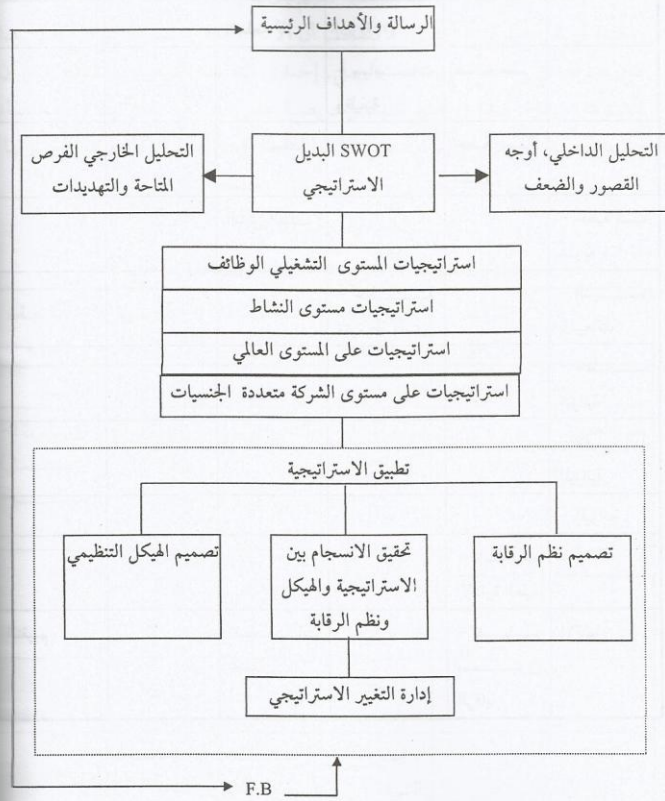 الرسالة والأهداف الرئيسية
التحليل الداخلي، أوجه
القصور والضعف
SWOT البديل
الاستراتيجي
التحليل الخارجي الفرص
المتاحة والتهديدات
استراتيجيات المستوى التشغيلي الوظائف
استراتيجيات مستوى النشاط
استراتيجيات على المستوى العالمي
استراتيجيات على مستوى الشركة متعددة الجنسيات
تطبيق الاستراتيجية
تصميم نظم الرقابة
تحقيق الانسجام بين
الاستراتيجية والهيكل
ونظم الرقابة
تصميم الهيكل التنظيمي
إدارة التغيير الاستراتيجي
F.B